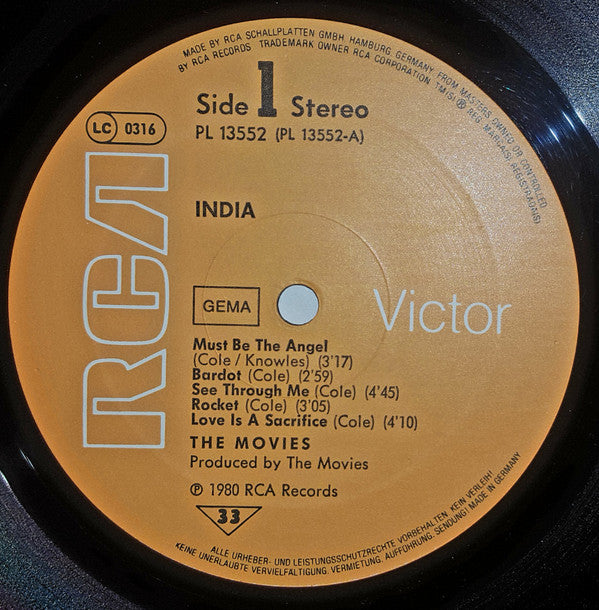 MADE BY RCA SCHALLPLATTEN GMBH HAMBURG GERMANY, FROM MASTERS OWNED OR CONTROLLED
BY RCA RECORDS TRADEMARK OWNER RCA CORPORATION TM(S) ® REG. MARCA(S) REGISTRADA(S)
Side 1 Stereo
PL 13552 (PL 13552-A)
LC 0316
RCA
INDIA
GEMA
Victor
Must Be The Angel
(Cole / Knowles) (3'17)
Bardot (Cole) (2'59)
See Through Me (Cole) (4'45)
Rocket (Cole) (3'05)
Love Is A Sacrifice (Cole) (4'10)
THE MOVIES
Produced by The Movies
℗ 1980 RCA Records
33
ALLE URHEBER- UND LEISTUNGSSCHUTZRECHTE VORBEHALTEN. KEIN VERLEIH!
KEINE UNERLAUBTE VERVIELFÄLTIGUNG, VERMIETUNG, AUFFÜHRUNG, SENDUNG! MADE IN GERMANY